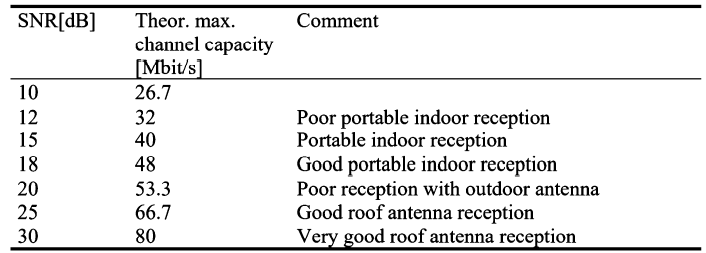 SNR[dB] Theor. max. channel capacity [Mbit/s] Comment
10 26.7
12 32 Poor portable indoor reception
15 40 Portable indoor reception
18 48 Good portable indoor reception
20 53.3 Poor reception with outdoor antenna
25 66.7 Good roof antenna reception
30 80 Very good roof antenna reception